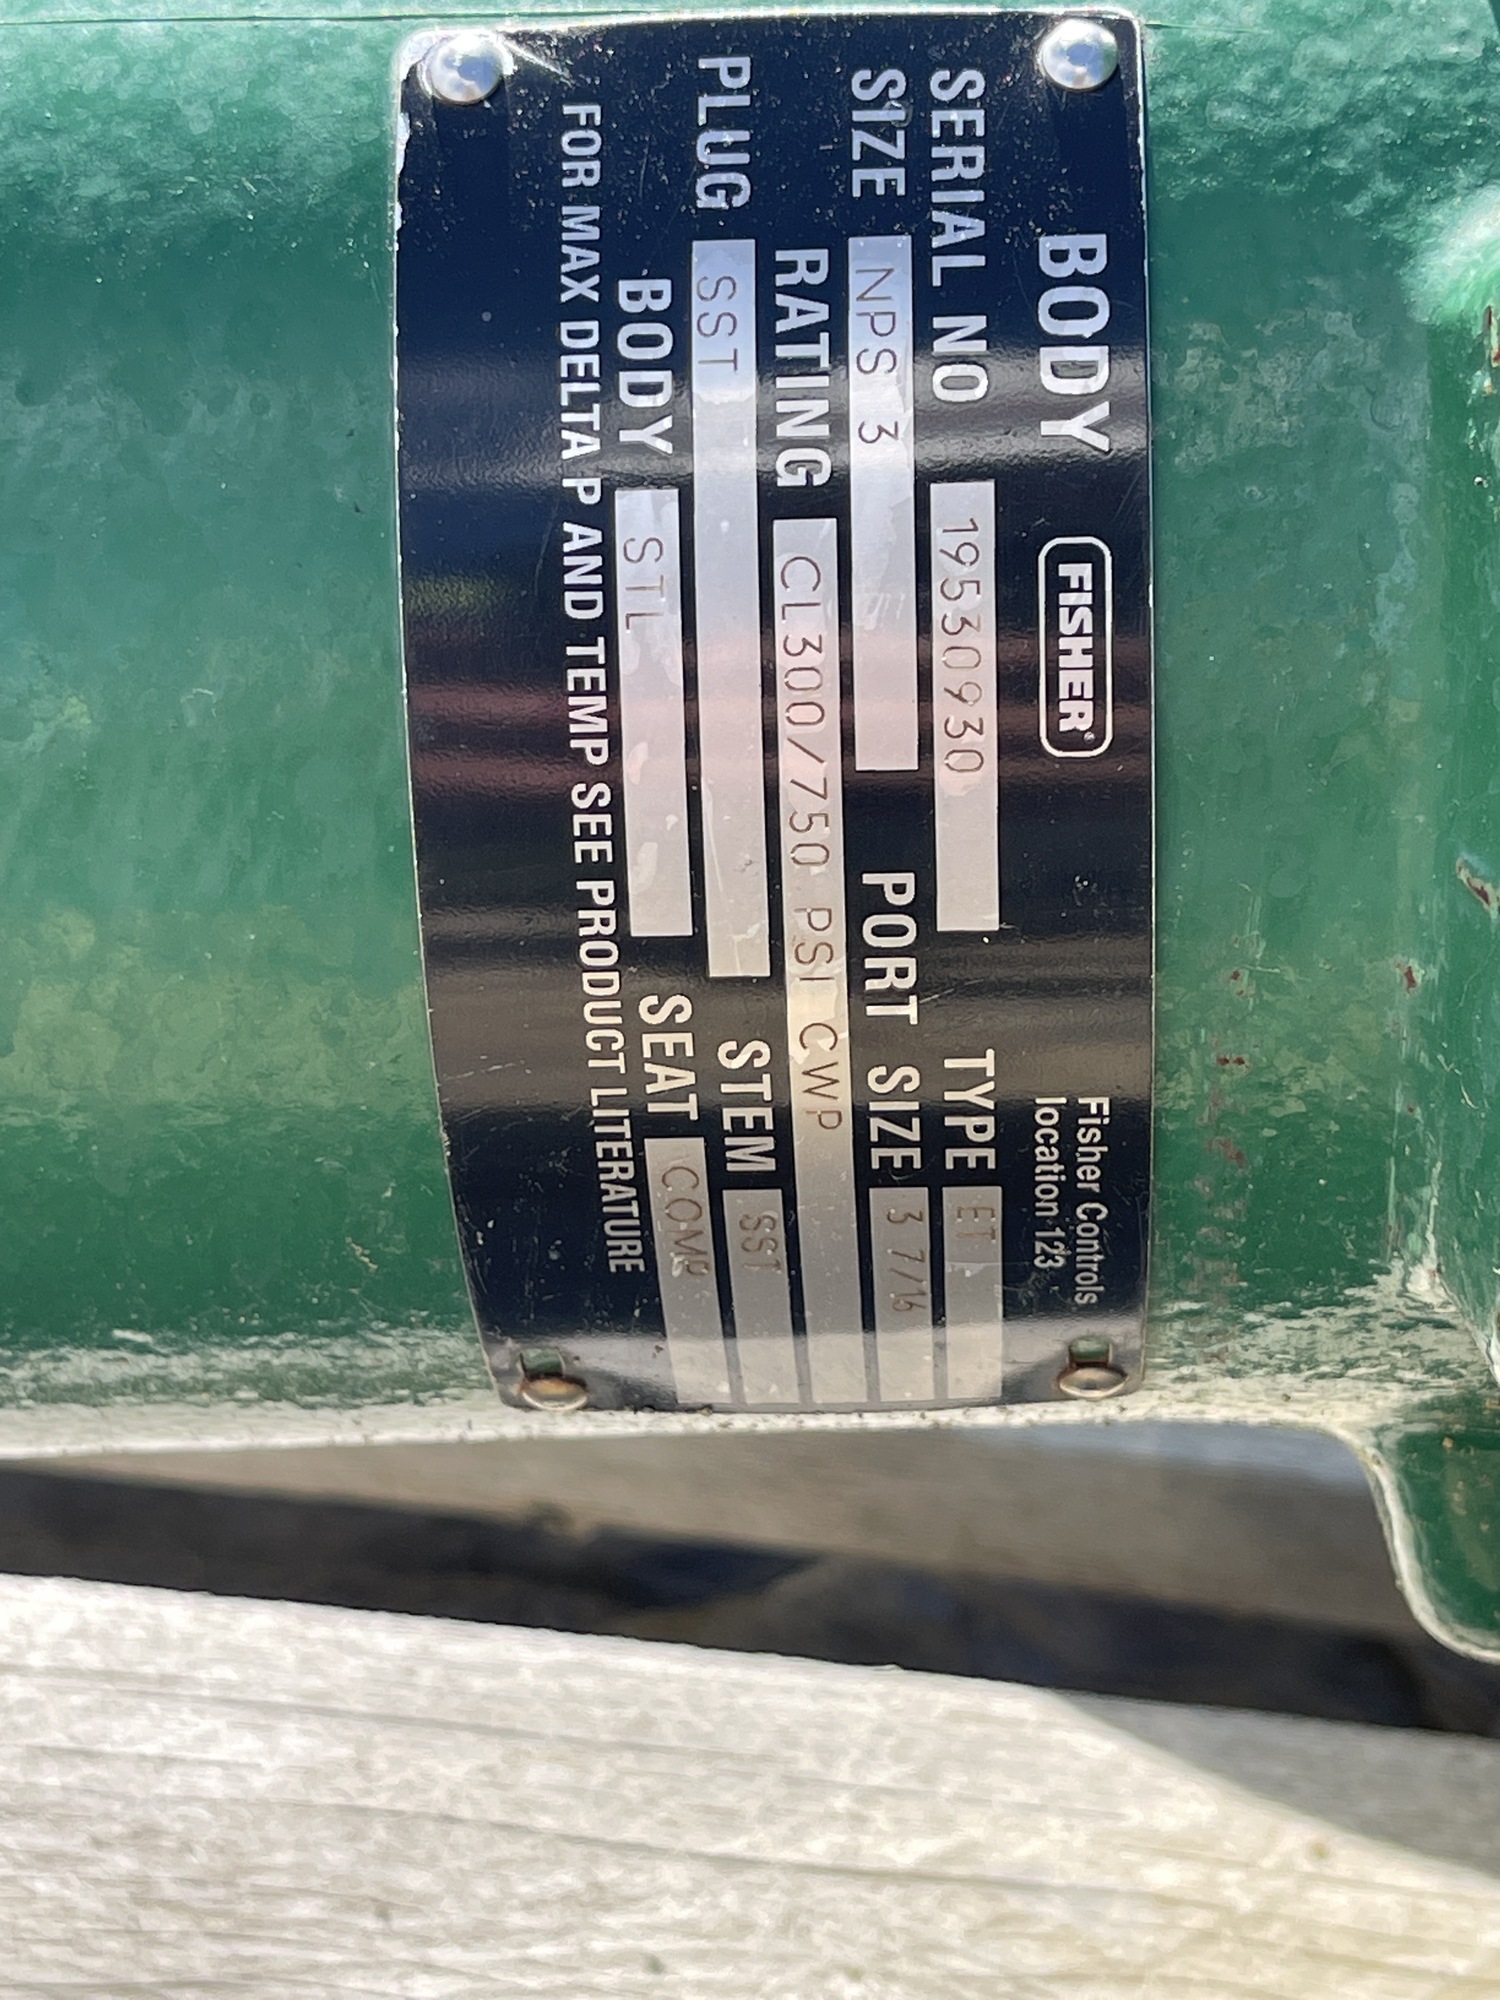 BODY FISHER Fisher Controls
location 123
SERIAL NO 19530930 TYPE ET
SIZE NPS 3 PORT SIZE 3 7/16
RATING CL300/750 PSI CWP
PLUG SST STEM SST
BODY STL SEAT COMP
FOR MAX DELTA P AND TEMP SEE PRODUCT LITERATURE